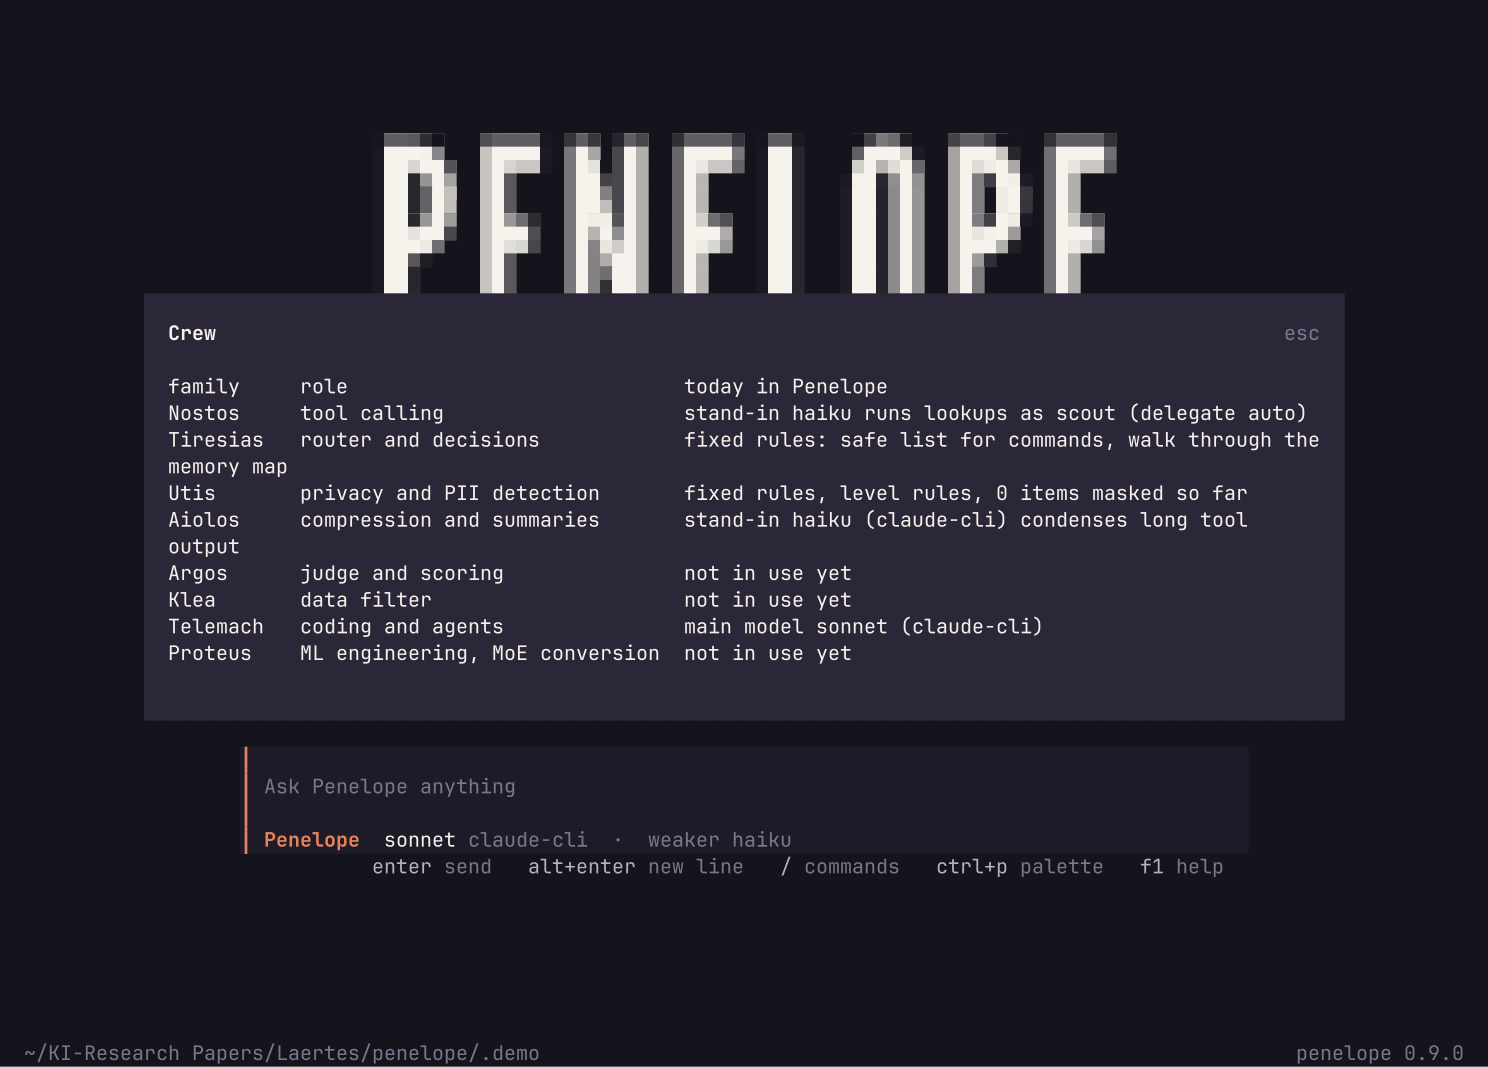 PENELOPE
Crew esc
family role today in Penelope
Nostos tool calling stand-in haiku runs lookups as scout (delegate auto)
Tiresias router and decisions fixed rules: safe list for commands, walk through the
memory map
Utis privacy and PII detection fixed rules, level rules, 0 items masked so far
Aiolos compression and summaries stand-in haiku (claude-cli) condenses long tool
output
Argos judge and scoring not in use yet
Klea data filter not in use yet
Telemach coding and agents main model sonnet (claude-cli)
Proteus ML engineering, MoE conversion not in use yet
Ask Penelope anything
Penelope sonnet claude-cli · weaker haiku
enter send alt+enter new line / commands ctrl+p palette f1 help
~/KI-Research Papers/Laertes/penelope/.demo penelope 0.9.0